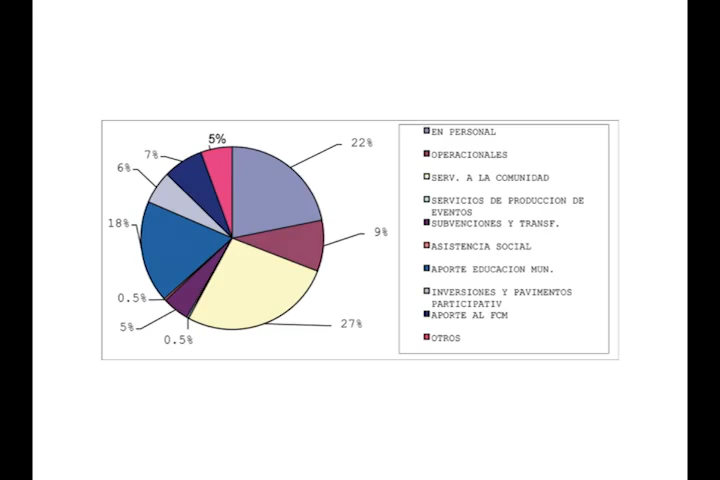 5%
22%
7%
6%
18%
9%
0.5%
5%
0.5%
27%
EN PERSONAL
OPERACIONALES
SERV. A LA COMUNIDAD
SERVICIOS DE PRODUCCION DE
EVENTOS
SUBVENCIONES Y TRANSF.
ASISTENCIA SOCIAL
APORTE EDUCACION MUN.
INVERSIONES Y PAVIMENTOS
PARTICIPATIV
APORTE AL FCM
OTROS